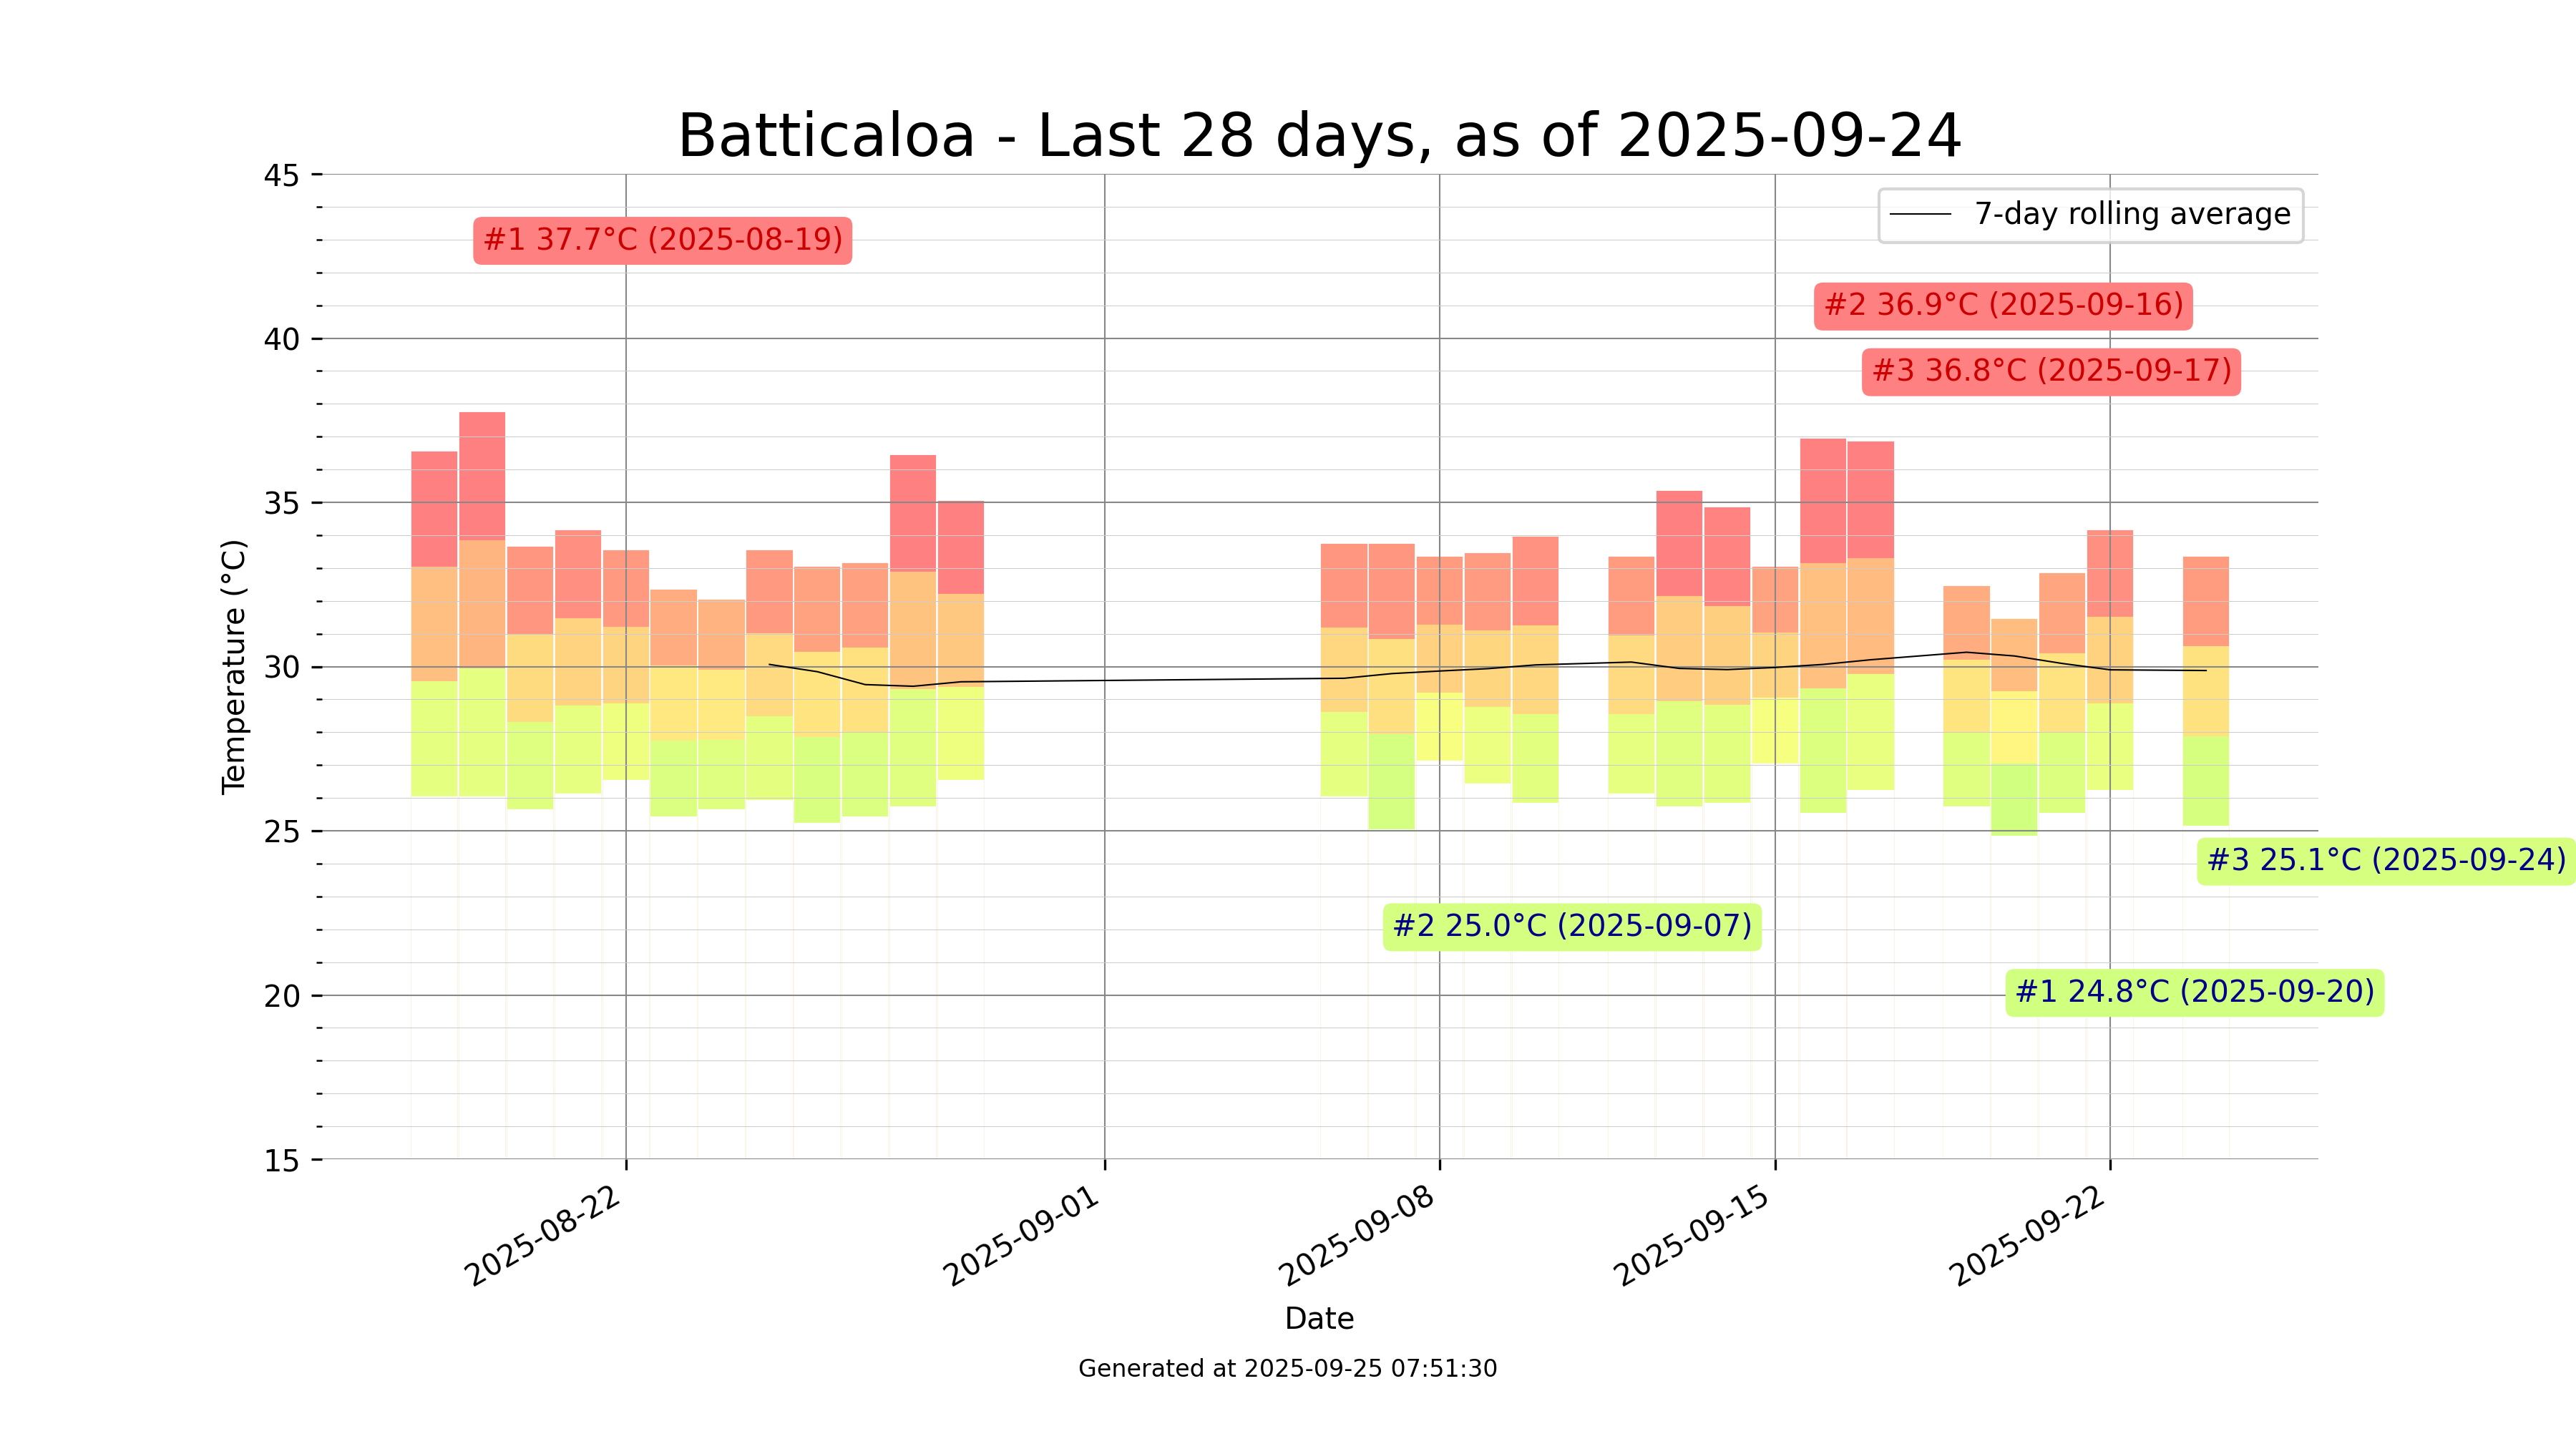 Batticaloa - Last 28 days, as of 2025-09-24
45
7-day rolling average
#1 37.7°C (2025-08-19)
#2 36.9°C (2025-09-16)
40
#3 36.8°C (2025-09-17)
35
Temperature (°C)
30
25
#3 25.1°C (2025-09-24)
#2 25.0°C (2025-09-07)
20
#1 24.8°C (2025-09-20)
15
2025-08-22
2025-09-01
2025-09-08
2025-09-15
2025-09-22
Date
Generated at 2025-09-25 07:51:30